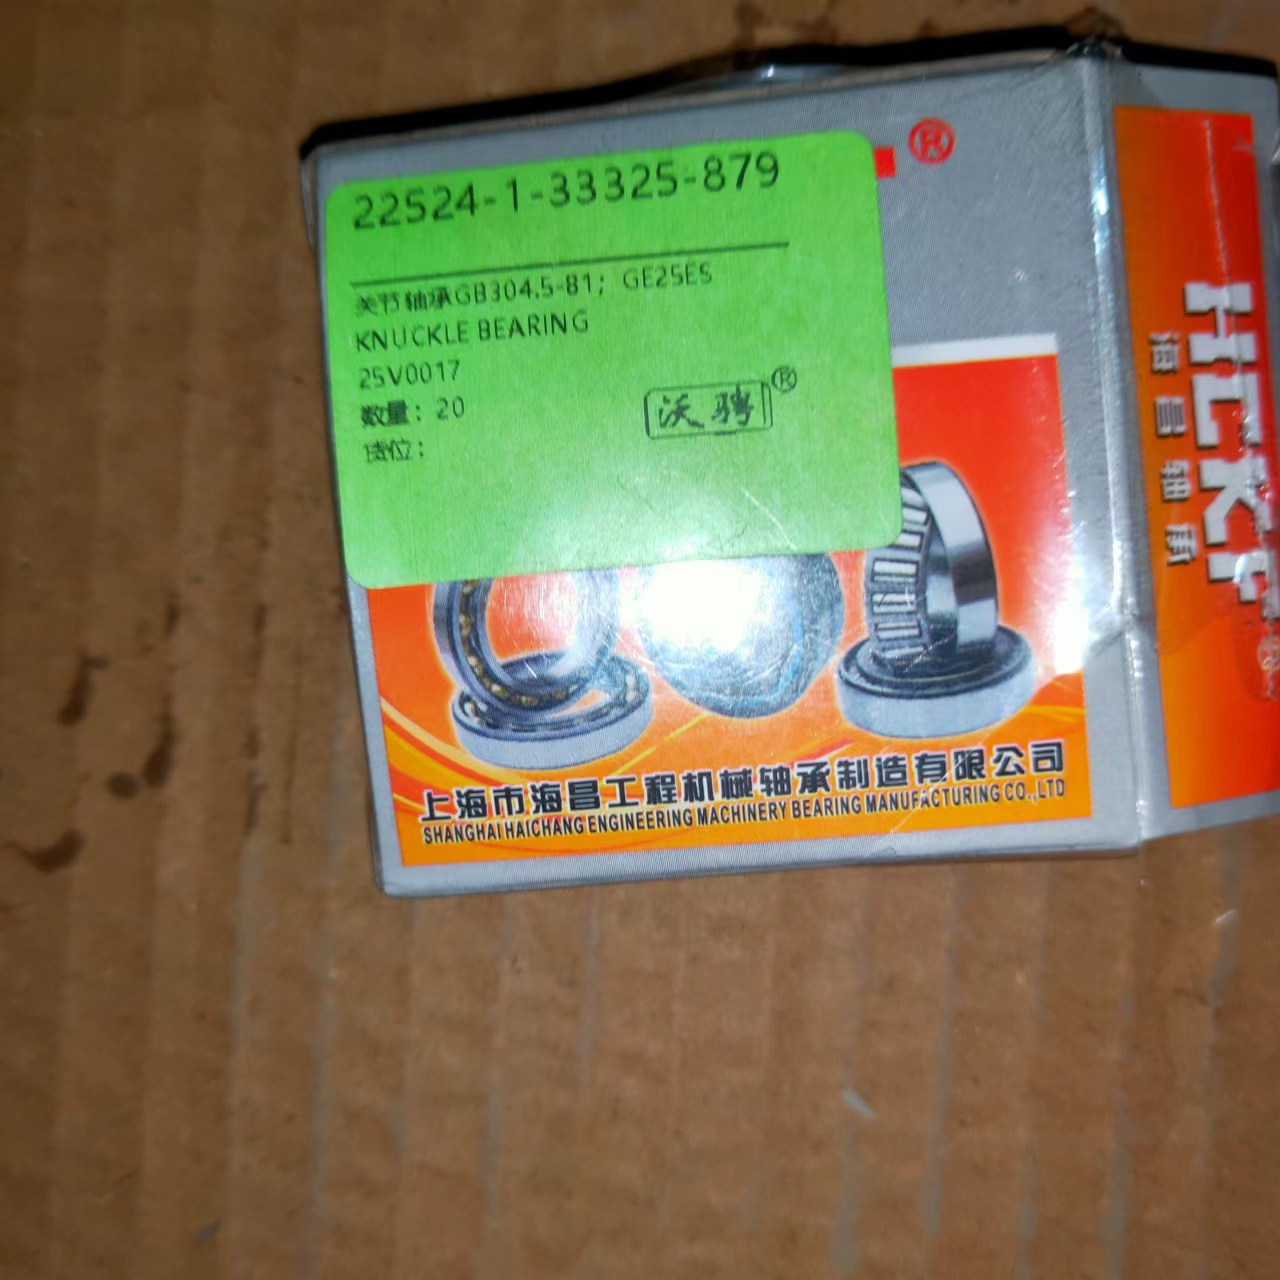 22524-1-33325-879
关节轴承GB304.5-81；GE25ES
KNUCKLE BEARING
25V0017
数量：20
货位：
沃骋®
®
上海市海昌工程机械轴承制造有限公司
SHANGHAI HAICHANG ENGINEERING MACHINERY BEARING MANUFACTURING CO.,LTD
海昌轴承